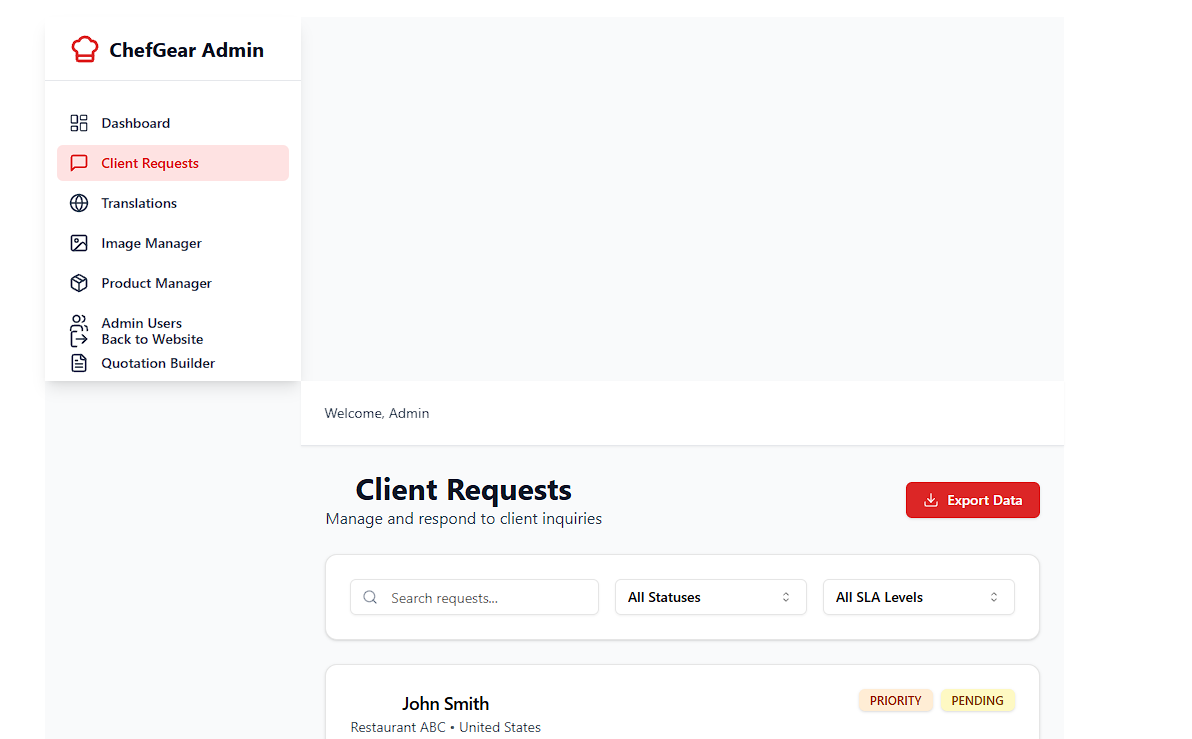 ChefGear Admin
Dashboard
Client Requests
Translations
Image Manager
Product Manager
Admin Users
Back to Website
Quotation Builder
Welcome, Admin
Client Requests
Manage and respond to client inquiries
Export Data
Search requests...
All Statuses
All SLA Levels
John Smith
PRIORITY
PENDING
Restaurant ABC • United States